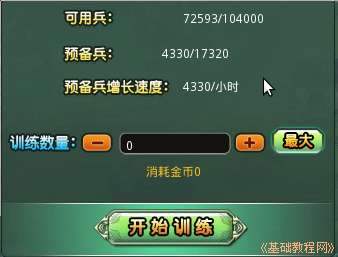 可用兵： 72593/104000
预备兵： 4330/17320
预备兵增长速度： 4330/小时
训练数量： － 0 + 最大
消耗金币0
开始训练
《基础教程网》